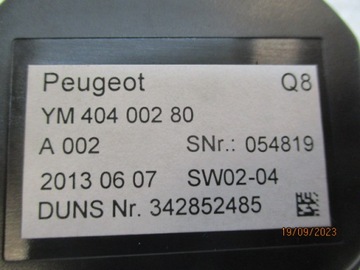 Peugeot Q8
YM 404 002 80
A 002 SNr.: 054819
2013 06 07 SW02-04
DUNS Nr. 342852485
19/09/2023